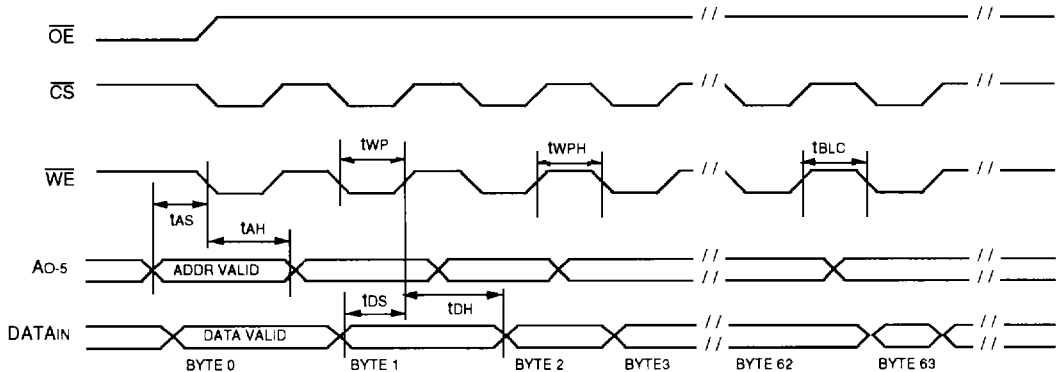 OE
CS
tWP
tWPH
tBLC
WE
tAS
tAH
A0-5
ADDR VALID
tDS
tDH
DATAIN
DATA VALID
BYTE 0
BYTE 1
BYTE 2
BYTE3
BYTE 62
BYTE 63